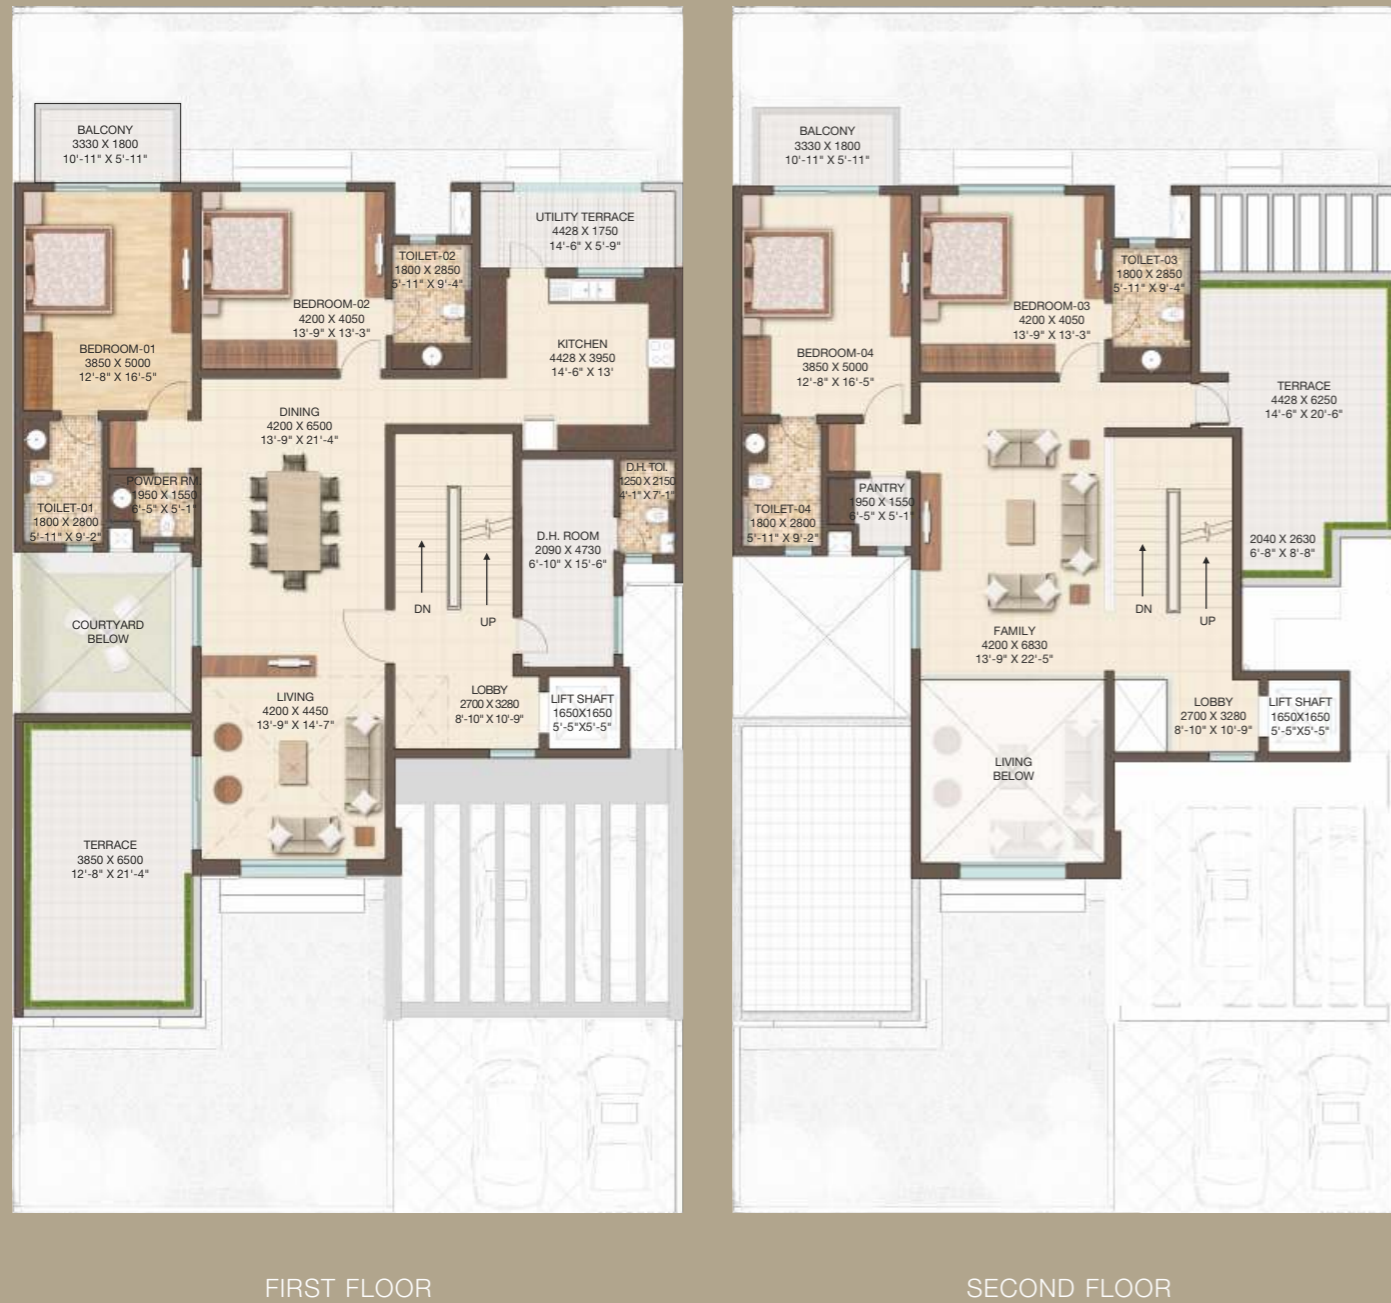 BALCONY
3330 X 1800
10'-11" X 5'-11"
UTILITY TERRACE
4428 X 1750
14'-6" X 5'-9"
TOILET-02
1800 X 2850
5'-11" X 9'-4"
BEDROOM-02
4200 X 4050
13'-9" X 13'-3"
BEDROOM-01
3850 X 5000
12'-8" X 16'-5"
KITCHEN
4428 X 3950
14'-6" X 13'
DINING
4200 X 6500
13'-9" X 21'-4"
POWDER RM.
1950 X 1550
6'-5" X 5'-1"
TOILET-01
1800 X 2800
5'-11" X 9'-2"
D.H. TOI.
1250 X 2150
4'-1" X 7'-1"
D.H. ROOM
2090 X 4730
6'-10" X 15'-6"
DN
UP
COURTYARD
BELOW
LIVING
4200 X 4450
13'-9" X 14'-7"
LOBBY
2700 X 3280
8'-10" X 10'-9"
LIFT SHAFT
1650X1650
5'-5"X5'-5"
TERRACE
3850 X 6500
12'-8" X 21'-4"
FIRST FLOOR
BALCONY
3330 X 1800
10'-11" X 5'-11"
TOILET-03
1800 X 2850
5'-11" X 9'-4"
BEDROOM-03
4200 X 4050
13'-9" X 13'-3"
BEDROOM-04
3850 X 5000
12'-8" X 16'-5"
TERRACE
4428 X 6250
14'-6" X 20'-6"
PANTRY
1950 X 1550
6'-5" X 5'-1"
TOILET-04
1800 X 2800
5'-11" X 9'-2"
2040 X 2630
6'-8" X 8'-8"
DN
UP
FAMILY
4200 X 6830
13'-9" X 22'-5"
LOBBY
2700 X 3280
8'-10" X 10'-9"
LIFT SHAFT
1650X1650
5'-5"X5'-5"
LIVING
BELOW
SECOND FLOOR